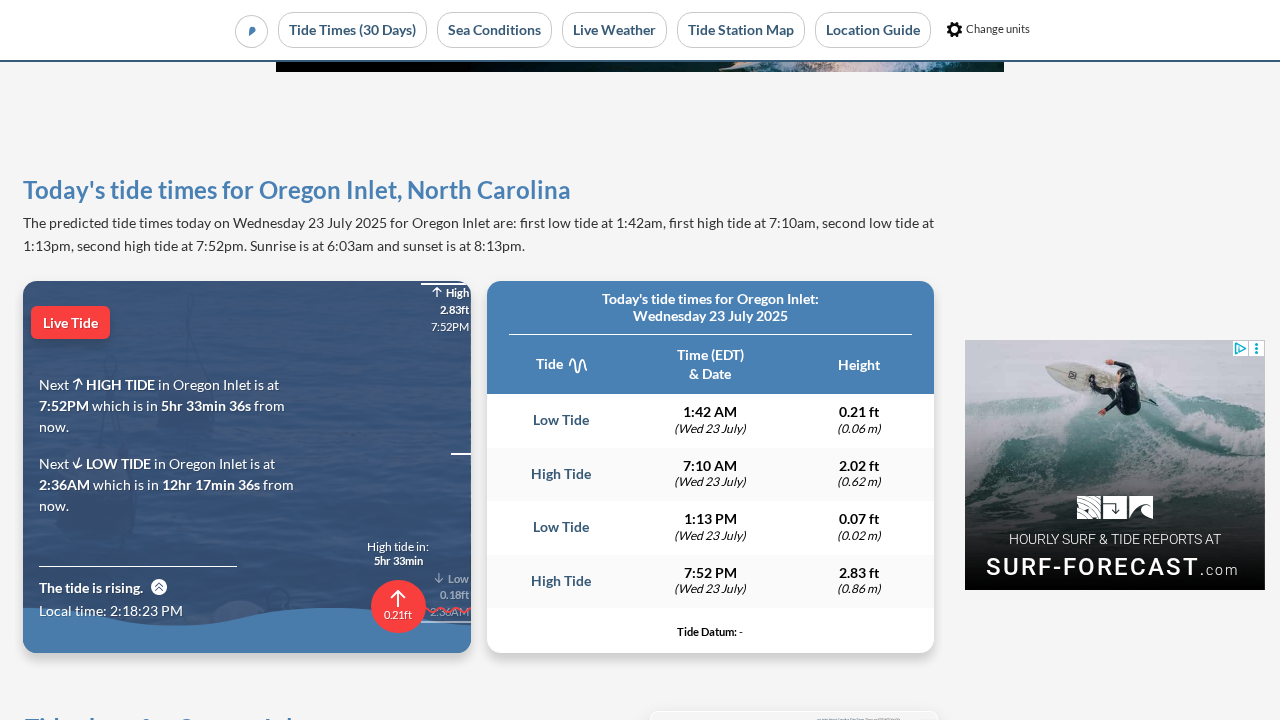 Tide Times (30 Days)
Sea Conditions
Live Weather
Tide Station Map
Location Guide
Change units
Today's tide times for Oregon Inlet, North Carolina
The predicted tide times today on Wednesday 23 July 2025 for Oregon Inlet are: first low tide at 1:42am, first high tide at 7:10am, second low tide at
1:13pm, second high tide at 7:52pm. Sunrise is at 6:03am and sunset is at 8:13pm.
Live Tide
High
2.83ft
7:52PM
Next HIGH TIDE in Oregon Inlet is at
7:52PM which is in 5hr 33min 36s from
now.
Next LOW TIDE in Oregon Inlet is at
2:36AM which is in 12hr 17min 36s from
now.
High tide in:
5hr 33min
Low
0.18ft
2:36AM
0.21ft
The tide is rising.
Local time: 2:18:23 PM
Today's tide times for Oregon Inlet:
Wednesday 23 July 2025
Tide
Time (EDT)
& Date
Height
Low Tide
1:42 AM
(Wed 23 July)
0.21 ft
(0.06 m)
High Tide
7:10 AM
(Wed 23 July)
2.02 ft
(0.62 m)
Low Tide
1:13 PM
(Wed 23 July)
0.07 ft
(0.02 m)
High Tide
7:52 PM
(Wed 23 July)
2.83 ft
(0.86 m)
Tide Datum: -
HOURLY SURF & TIDE REPORTS AT
SURF-FORECAST.com